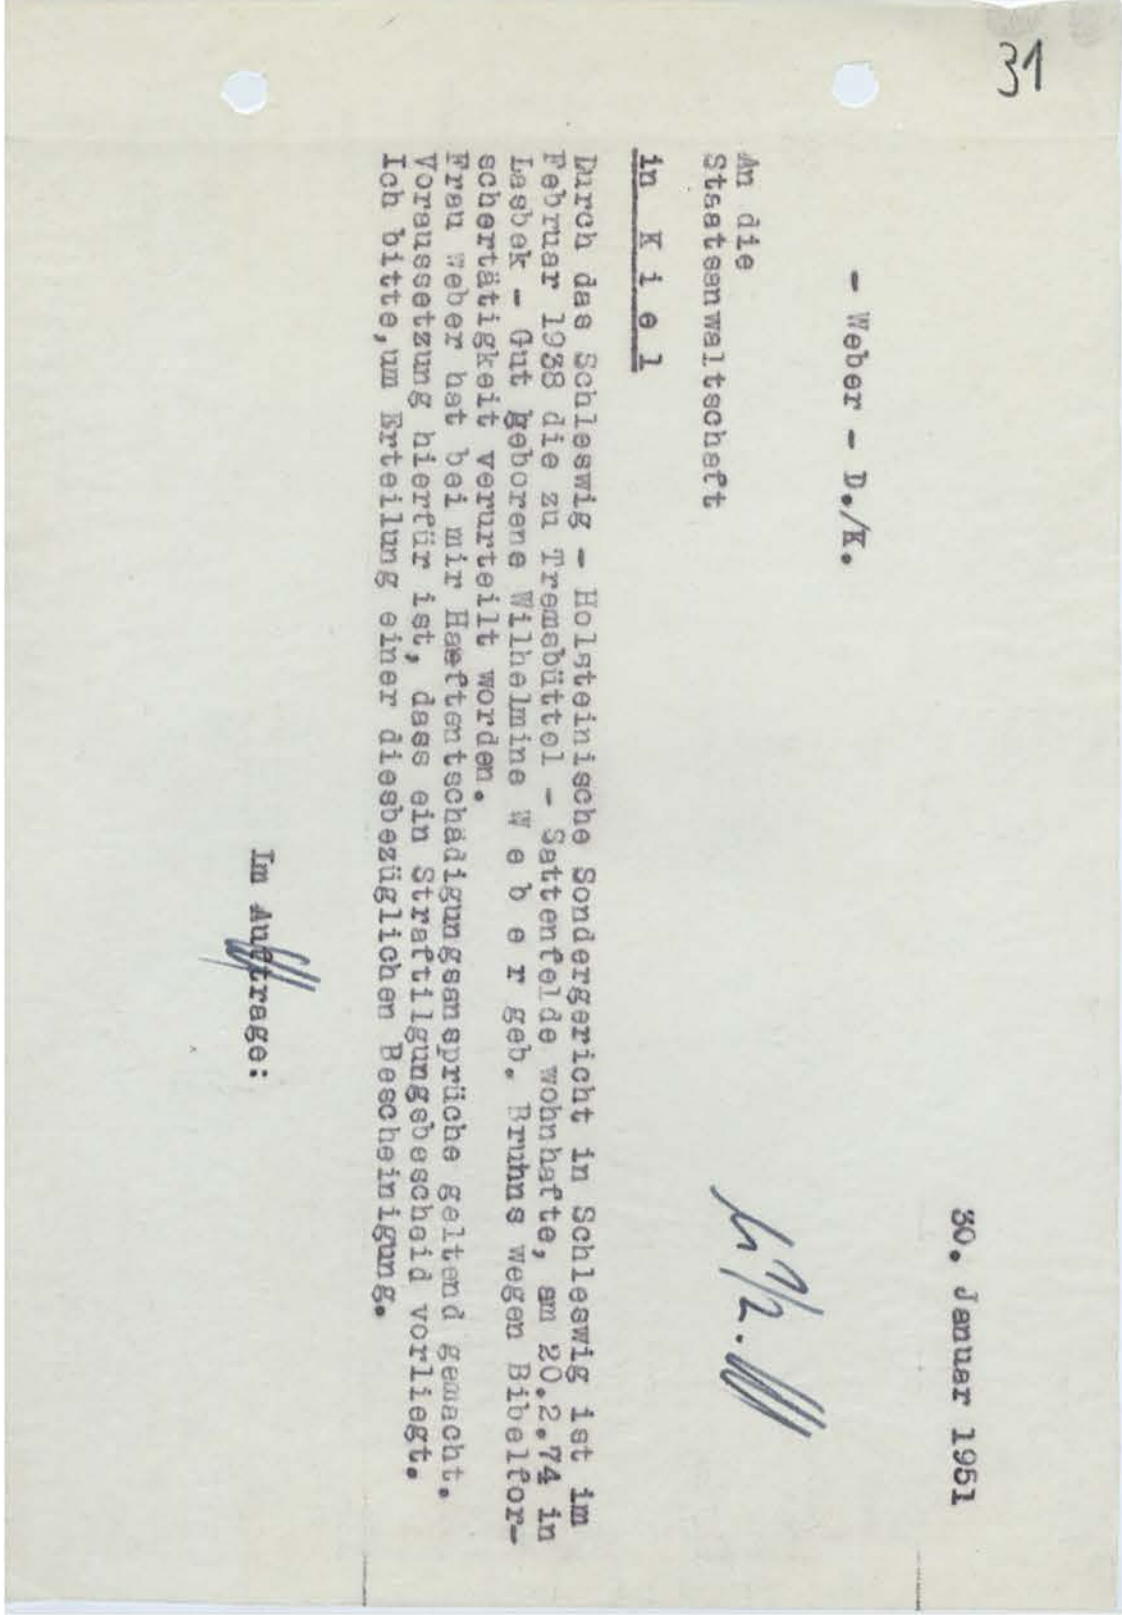 31
30. Januar 1951
- Weber - D./K.
An die
Staatsanwaltschaft
in K i e l
Durch das Schleswig - Holsteinische Sondergericht in Schleswig ist im
Februar 1938 die zu Tremsbüttel - Sattenfelde wohnhafte, am 20.2.74 in
Lasbek - Gut geborene Wilhelmine W e b e r geb. Bruhns wegen Bibelfor-
schertätigkeit verurteilt worden.
Frau Weber hat bei mir Haftentschädigungsansprüche geltend gemacht.
Voraussetzung hierfür ist, dass ein Straftilgungsbescheid vorliegt.
Ich bitte,um Erteilung einer diesbezüglichen Bescheinigung.
Im Auftrage: